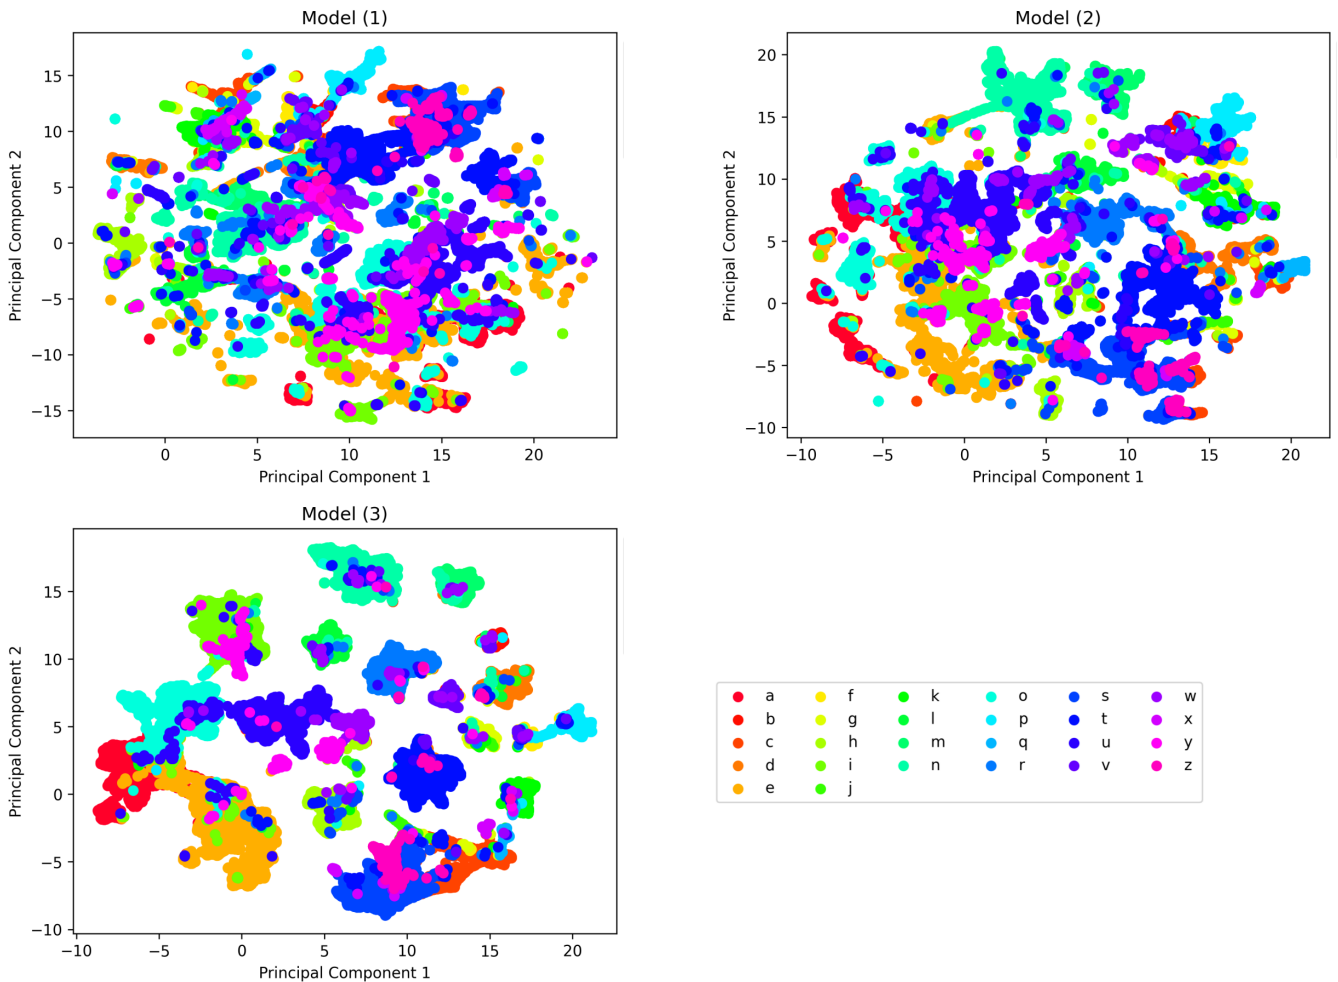 Model (1)
15
10
5
0
−5
−10
−15
Principal Component 2
0 5 10 15 20
Principal Component 1
Model (2)
20
15
10
5
0
−5
−10
Principal Component 2
−10 −5 0 5 10 15 20
Principal Component 1
Model (3)
15
10
5
0
−5
−10
Principal Component 2
−10 −5 0 5 10 15 20
Principal Component 1
a f k o s w
b g l p t x
c h m q u y
d i n r v z
e j